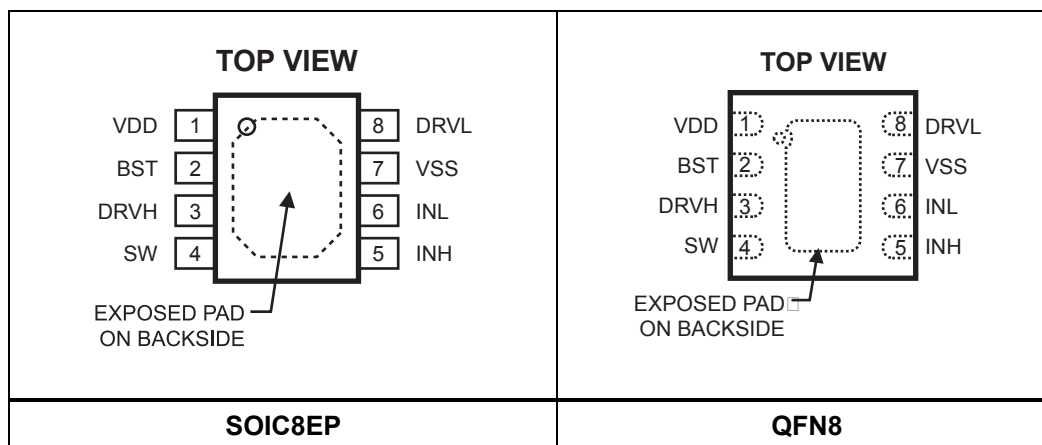 TOP VIEW
VDD 1 8 DRVL
BST 2 7 VSS
DRVH 3 6 INL
SW 4 5 INH
EXPOSED PAD
ON BACKSIDE
SOIC8EP
TOP VIEW
VDD 1 8 DRVL
BST 2 7 VSS
DRVH 3 6 INL
SW 4 5 INH
EXPOSED PAD□
ON BACKSIDE
QFN8